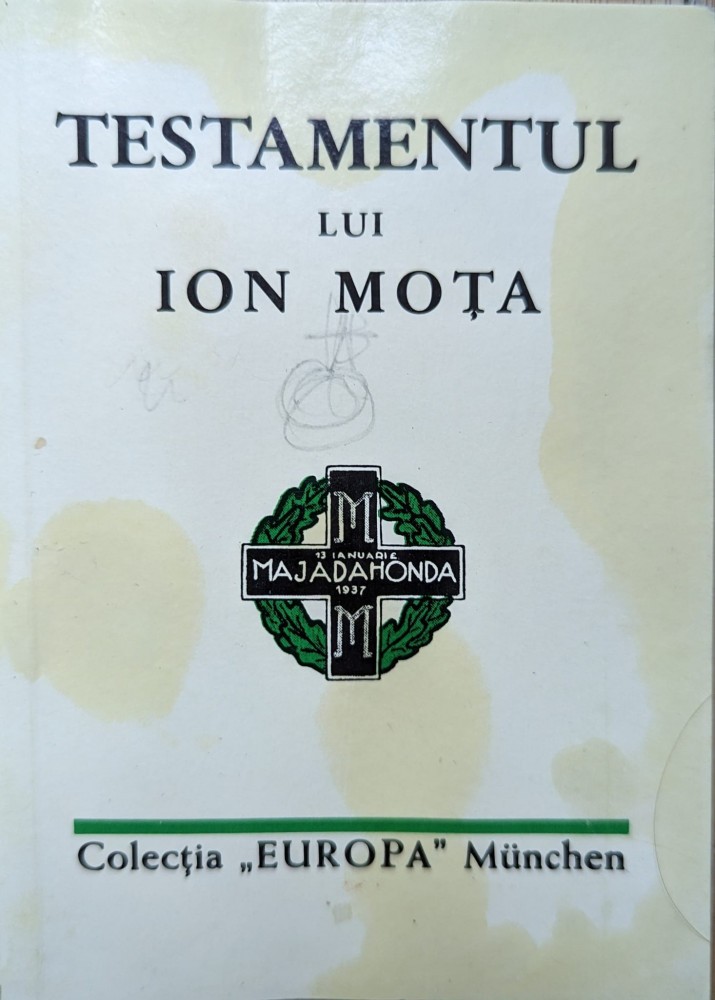 TESTAMENTUL
LUI
ION MOȚA
M
13 IANUARIE
MAJADAHONDA
1937
M
Colecția „EUROPA” München